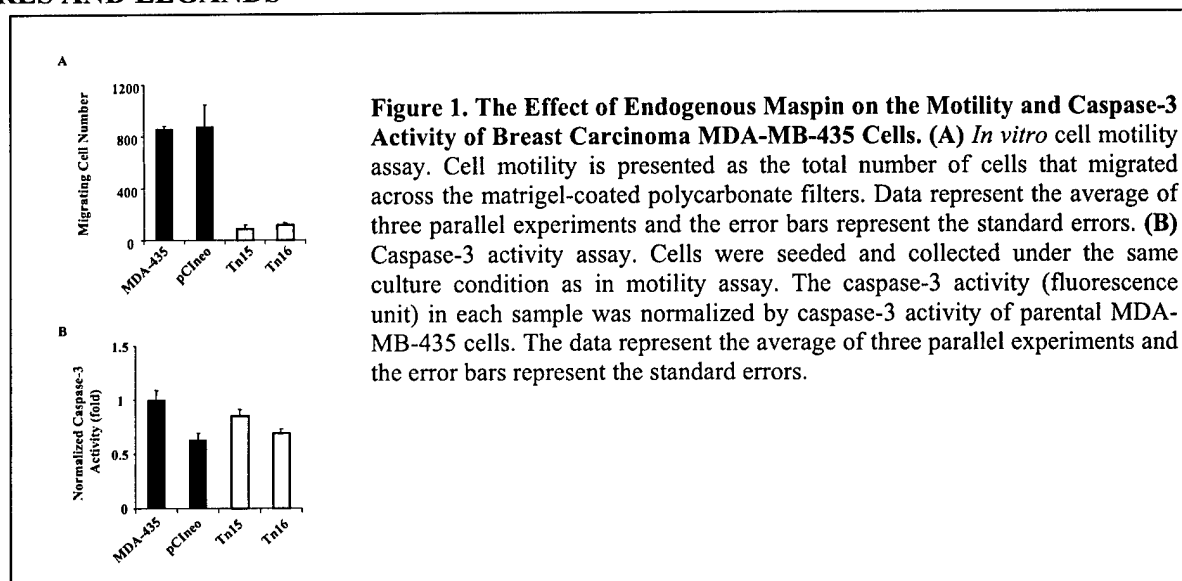 RES AND LEGANDS
A
1200
800
400
0
Migrating Cell Number
MDA-435
pCIneo
Tn15
Tn16
B
1.5
1
0.5
0
Normalized Caspase-3
Activity (fold)
MDA-435
pCIneo
Tn15
Tn16
Figure 1. The Effect of Endogenous Maspin on the Motility and Caspase-3
Activity of Breast Carcinoma MDA-MB-435 Cells. (A) In vitro cell motility
assay. Cell motility is presented as the total number of cells that migrated
across the matrigel-coated polycarbonate filters. Data represent the average of
three parallel experiments and the error bars represent the standard errors. (B)
Caspase-3 activity assay. Cells were seeded and collected under the same
culture condition as in motility assay. The caspase-3 activity (fluorescence
unit) in each sample was normalized by caspase-3 activity of parental MDA-
MB-435 cells. The data represent the average of three parallel experiments and
the error bars represent the standard errors.